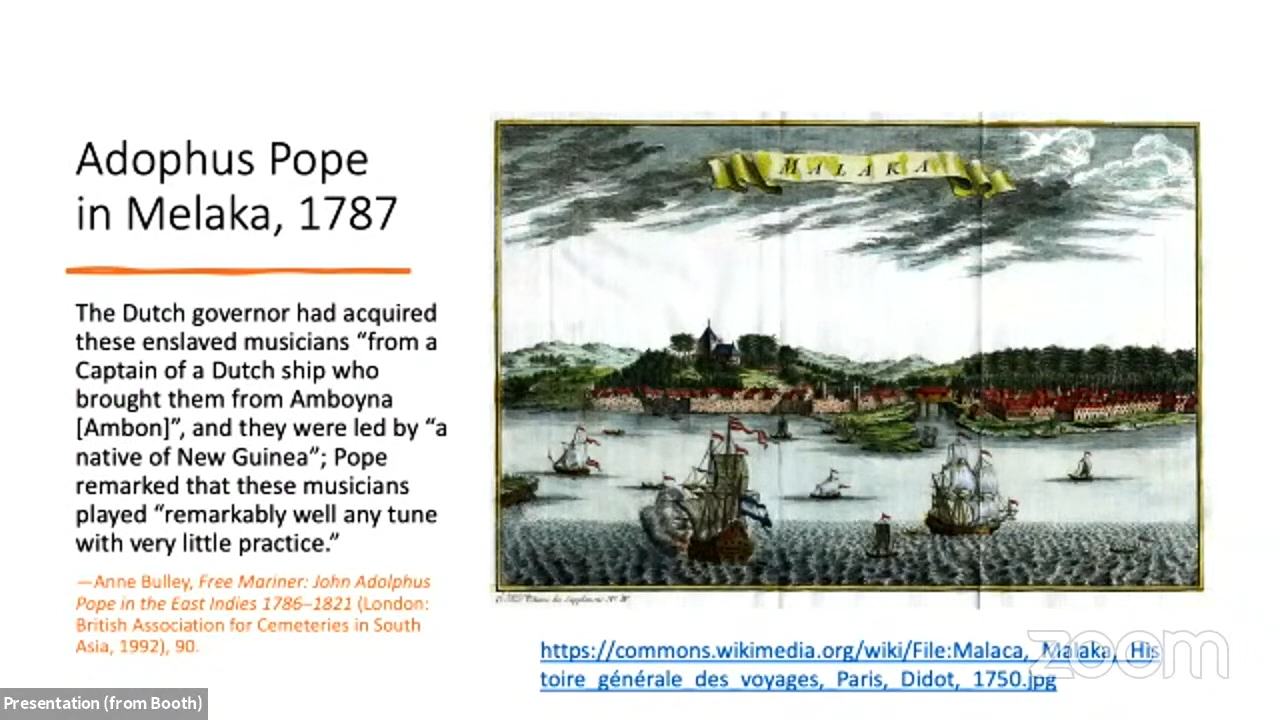 Adophus Pope
in Melaka, 1787
The Dutch governor had acquired
these enslaved musicians “from a
Captain of a Dutch ship who
brought them from Amboyna
[Ambon]”, and they were led by “a
native of New Guinea”; Pope
remarked that these musicians
played “remarkably well any tune
with very little practice.”
—Anne Bulley, Free Mariner: John Adolphus
Pope in the East Indies 1786–1821 (London:
British Association for Cemeteries in South
Asia, 1992), 90.
MALAKA
https://commons.wikimedia.org/wiki/File:Malaca,_Malaka,_His
toire_générale_des_voyages,_Paris,_Didot,_1750.jpg
zoom
Presentation (from Booth)